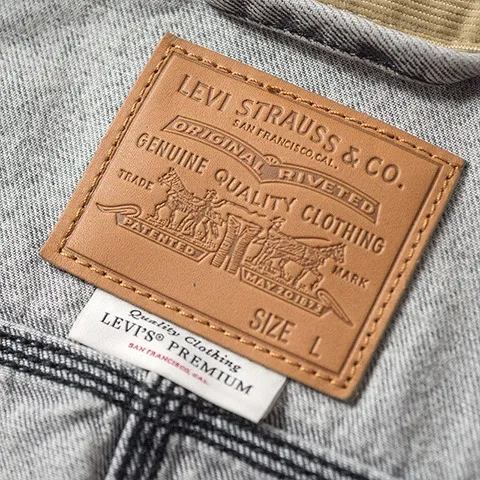 LEVI STRAUSS & CO.
SAN FRANCISCO, CAL.
ORIGINAL RIVETED
GENUINE QUALITY CLOTHING
TRADE MARK
PATENTED MAY 20 1873
SIZE L
Quality Clothing
LEVI'S® PREMIUM
SAN FRANCISCO, CAL.